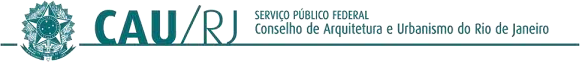 CAU/RJ
SERVIÇO PÚBLICO FEDERAL
Conselho de Arquitetura e Urbanismo do Rio de Janeiro